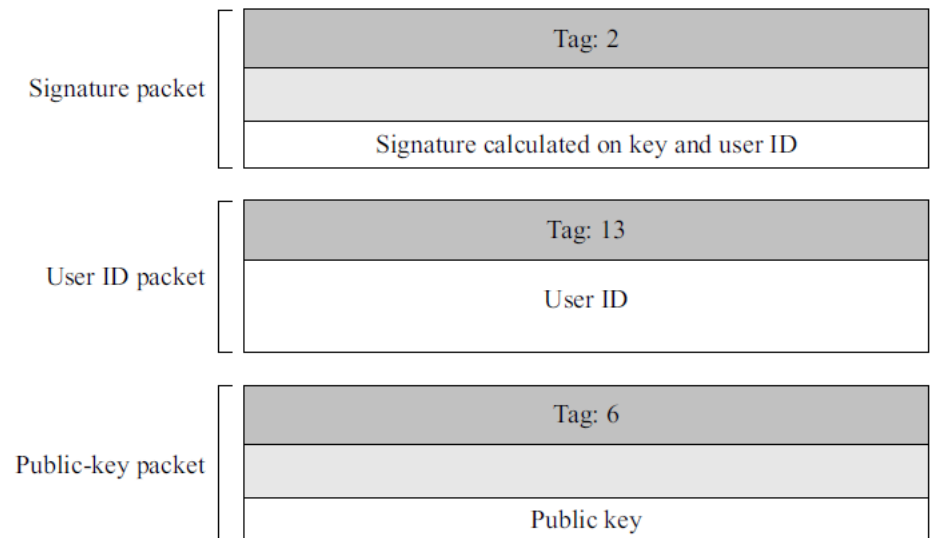 Tag: 2
Signature packet
Signature calculated on key and user ID
Tag: 13
User ID packet
User ID
Tag: 6
Public-key packet
Public key